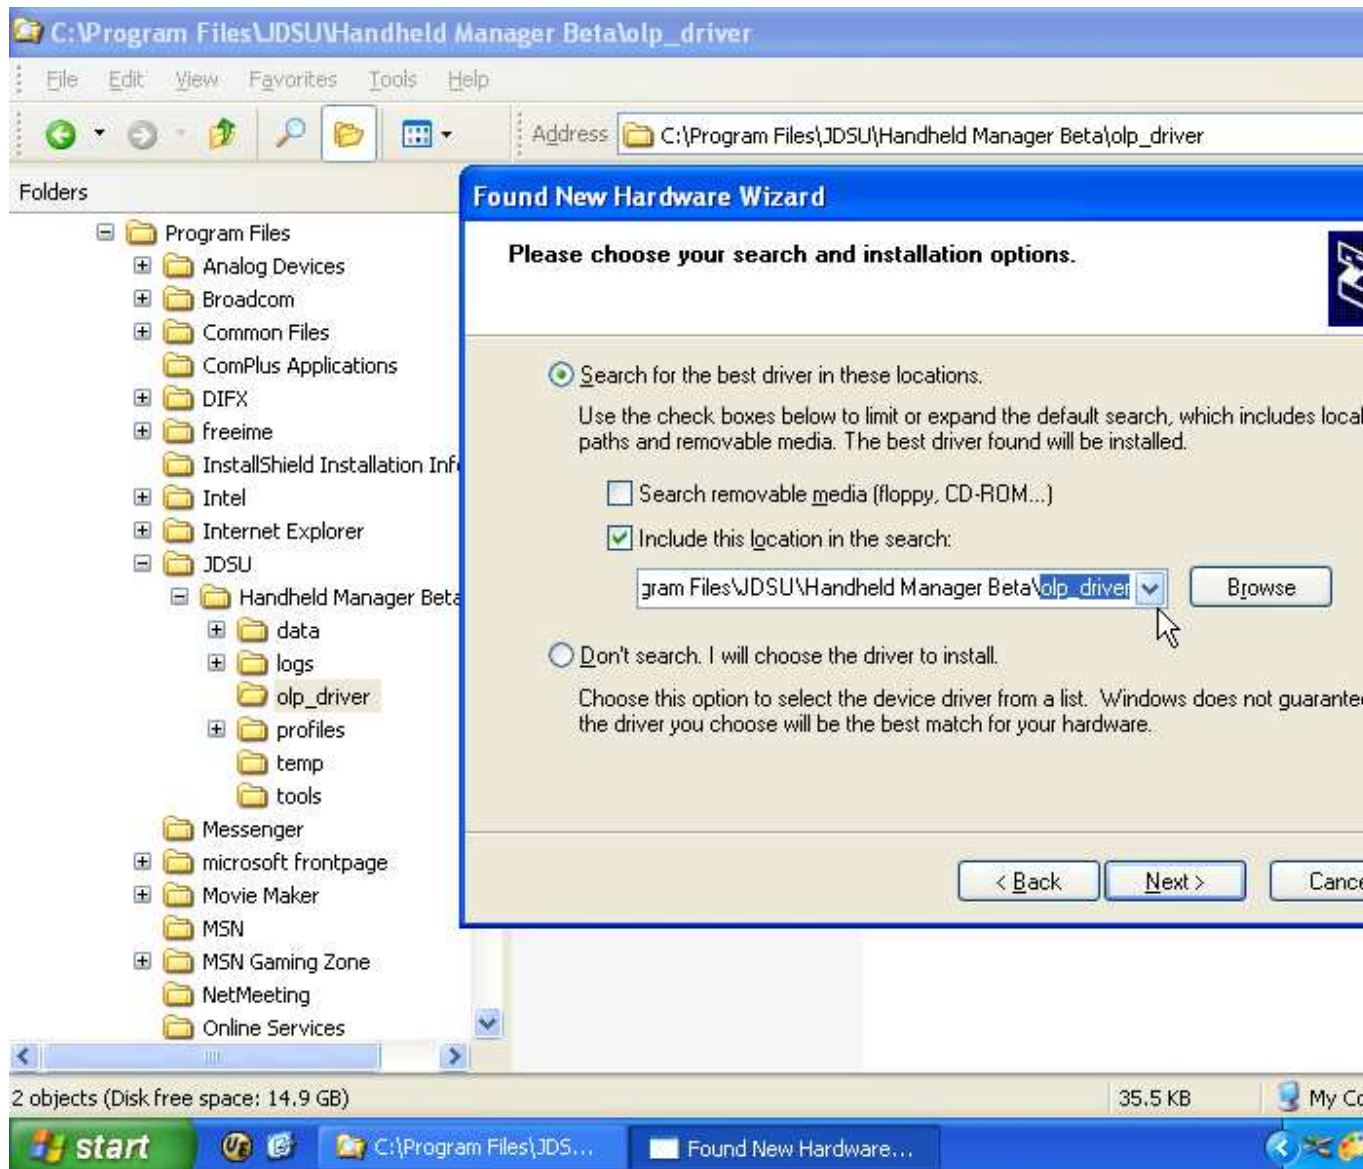 C:\Program Files\JDSU\Handheld Manager Beta\olp_driver
File Edit View Favorites Tools Help
Address C:\Program Files\JDSU\Handheld Manager Beta\olp_driver
Folders
Program Files
Analog Devices
Broadcom
Common Files
ComPlus Applications
DIFX
freeime
InstallShield Installation Inf
Intel
Internet Explorer
JDSU
Handheld Manager Beta
data
logs
olp_driver
profiles
temp
tools
Messenger
microsoft frontpage
Movie Maker
MSN
MSN Gaming Zone
NetMeeting
Online Services
Found New Hardware Wizard
Please choose your search and installation options.
Search for the best driver in these locations.
Use the check boxes below to limit or expand the default search, which includes local
paths and removable media. The best driver found will be installed.
Search removable media (floppy, CD-ROM...)
Include this location in the search:
gram Files\JDSU\Handheld Manager Beta\olp_driver
Browse
Don't search. I will choose the driver to install.
Choose this option to select the device driver from a list. Windows does not guarantee
the driver you choose will be the best match for your hardware.
< Back Next > Cance
2 objects (Disk free space: 14.9 GB) 35.5 KB My Co
start C:\Program Files\JDS... Found New Hardware...